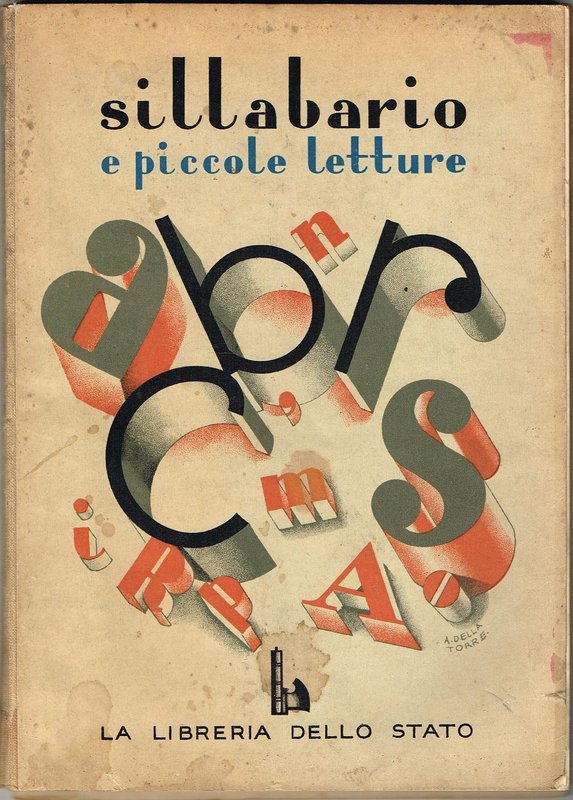 sillabario
e piccole letture
n
a b r
c
,
s
m
i R p A o
A. DELLA
TORRE.
LA LIBRERIA DELLO STATO